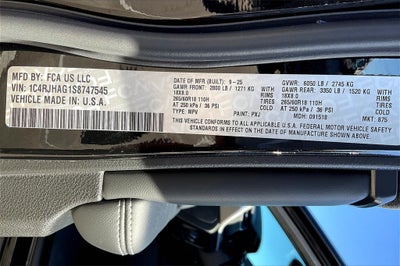 MFD BY: FCA US LLC
VIN: 1C4RJHAG1S8747545
VEHICLE MADE IN: U.S.A.
DATE OF MFR (BUILT): 9-25
GAWR FRONT: 2800 LB / 1271 KG
18X8.0 RIMS
265/60R18 110H TIRES
AT 250 kPa / 36 PSI
TYPE: MPV
PAINT: PXJ
GVWR: 6050 LB / 2745 KG
GAWR REAR: 3350 LB / 1520 KG
18X8.0 RIMS
265/60R18 110H TIRES
AT 250 kPa / 36 PSI
MDH: 091518
MKT: 875
THIS VEHICLE CONFORMS TO ALL APPLICABLE U.S.A. FEDERAL MOTOR VEHICLE SAFETY
STANDARDS IN EFFECT ON THE DATE OF MANUFACTURE SHOWN ABOVE.